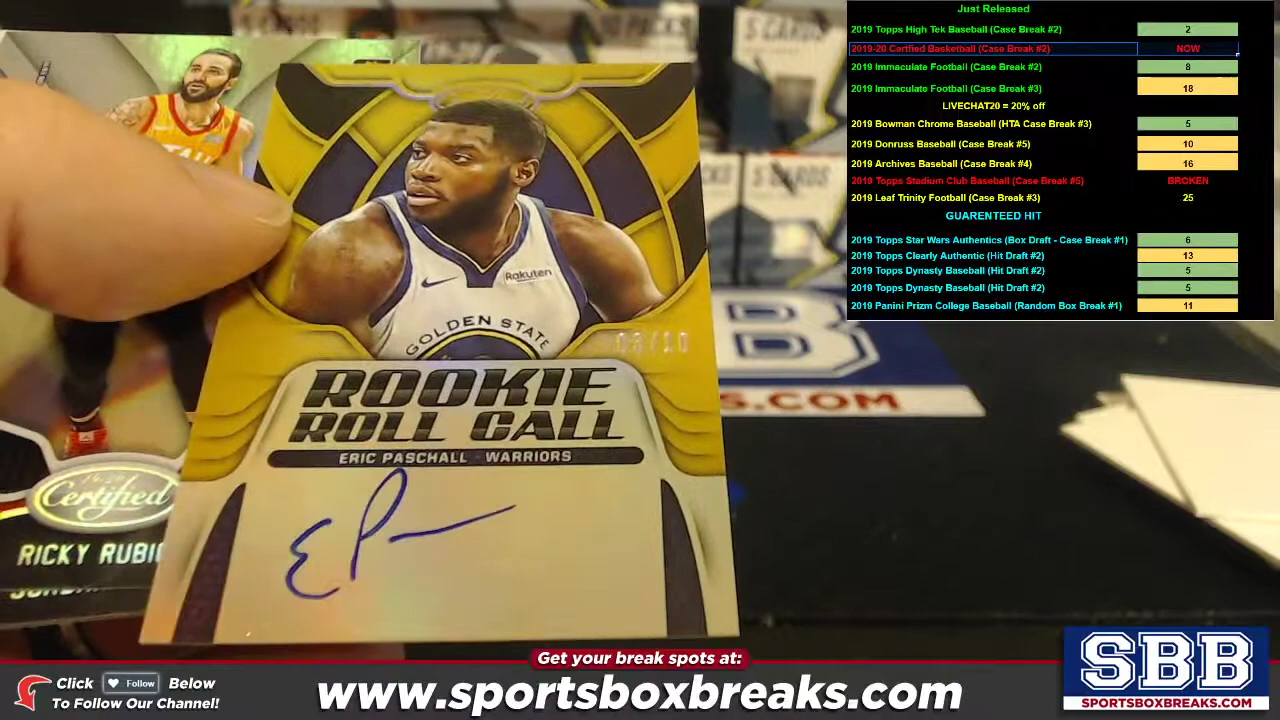 Just Released
2019 Topps High Tek Baseball (Case Break #2) 2
2019-20 Certfied Basketball (Case Break #2) NOW
2019 Immaculate Football (Case Break #2) 8
2019 Immaculate Football (Case Break #3) 18
LIVECHAT20 = 20% off
2019 Bowman Chrome Baseball (HTA Case Break #3) 5
2019 Donruss Baseball (Case Break #5) 10
2019 Archives Baseball (Case Break #4) 16
2019 Topps Stadium Club Baseball (Case Break #5) BROKEN
2019 Leaf Trinity Football (Case Break #3) 25
GUARENTEED HIT
2019 Topps Star Wars Authentics (Box Draft - Case Break #1) 6
2019 Topps Clearly Authentic (Hit Draft #2) 13
2019 Topps Dynasty Baseball (Hit Draft #2) 5
2019 Topps Dynasty Baseball (Hit Draft #2) 5
2019 Panini Prizm College Baseball (Random Box Break #1) 11
Rakuten
GOLDEN STATE
ROOKIE
ROLL CALL
ERIC PASCHALL WARRIORS
Certified
RICKY RUBI
B
S.COM
Get your break spots at:
Click Follow Below
To Follow Our Channel!
www.sportsboxbreaks.com
SBB
SPORTSBOXBREAKS.COM